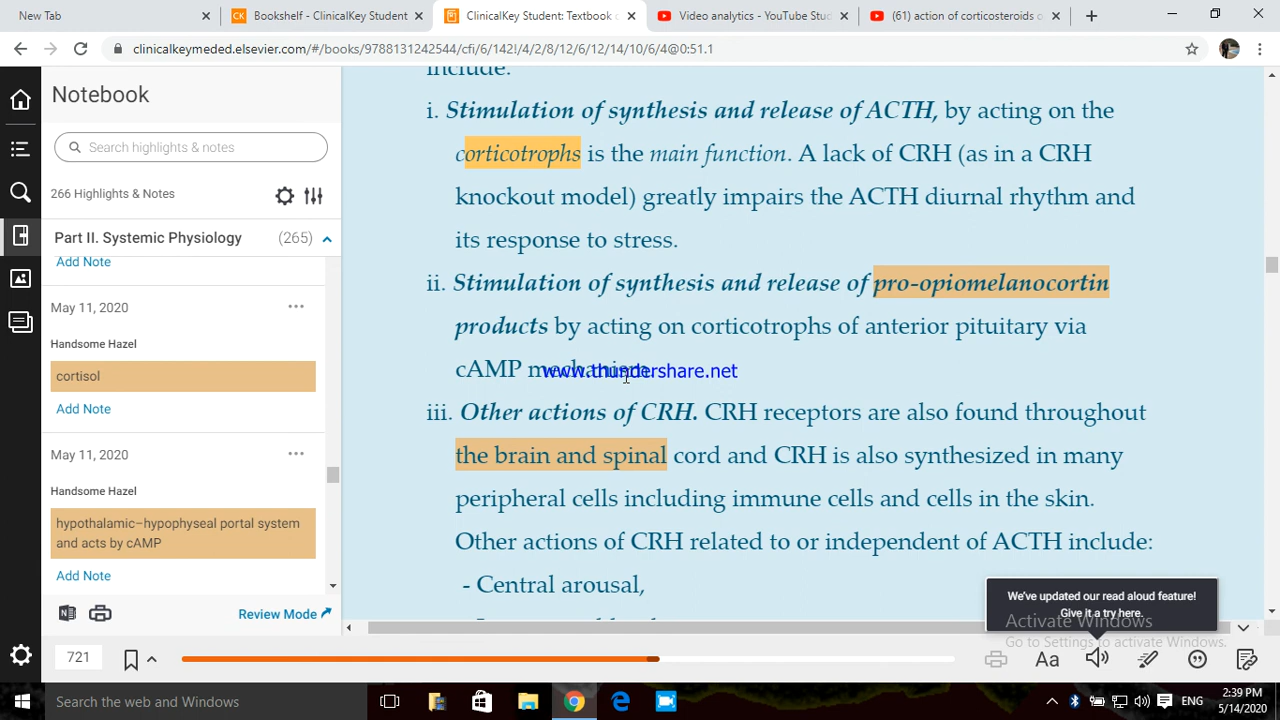 New Tab
Bookshelf - ClinicalKey Student
ClinicalKey Student: Textbook o
Video analytics - YouTube Stud
(61) action of corticosteroids o
clinicalkeymeded.elsevier.com/#/books/9788131242544/cfi/6/142!/4/2/8/12/6/12/14/10/6/4@0:51.1
Notebook
Search highlights & notes
266 Highlights & Notes
Part II. Systemic Physiology (265)
Add Note
May 11, 2020
Handsome Hazel
cortisol
Add Note
May 11, 2020
Handsome Hazel
hypothalamic–hypophyseal portal system
and acts by cAMP
Add Note
Review Mode
include:
i. Stimulation of synthesis and release of ACTH, by acting on the
corticotrophs is the main function. A lack of CRH (as in a CRH
knockout model) greatly impairs the ACTH diurnal rhythm and
its response to stress.
ii. Stimulation of synthesis and release of pro-opiomelanocortin
products by acting on corticotrophs of anterior pituitary via
cAMP mechanism.
www.thundershare.net
iii. Other actions of CRH. CRH receptors are also found throughout
the brain and spinal cord and CRH is also synthesized in many
peripheral cells including immune cells and cells in the skin.
Other actions of CRH related to or independent of ACTH include:
- Central arousal,
We've updated our read aloud feature!
Give it a try here.
Activate Windows
Go to Settings to activate Windows.
721
Aa
Search the web and Windows
ENG
2:39 PM
5/14/2020